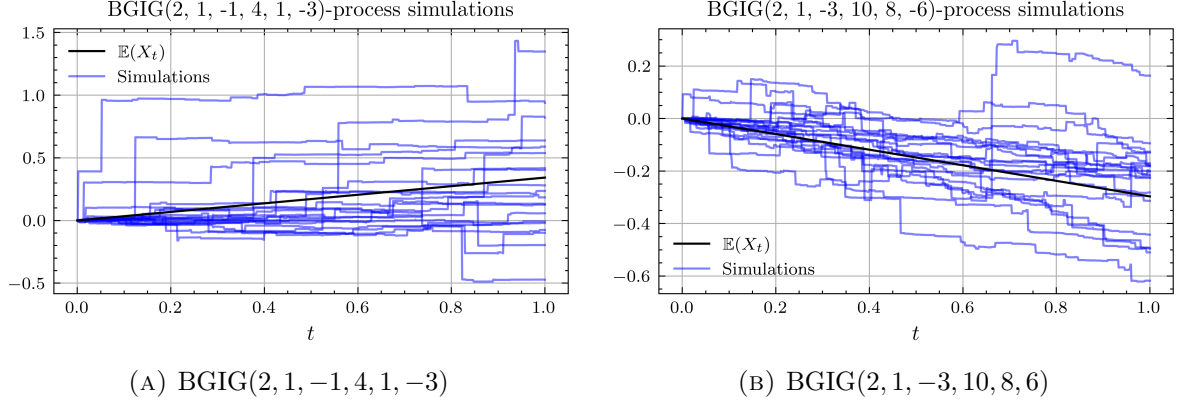 BGIG(2, 1, -1, 4, 1, -3)-process simulations
1.5
1.0
0.5
0.0
−0.5
𝔼(X_t)
Simulations
0.0 0.2 0.4 0.6 0.8 1.0
t
(A) BGIG(2, 1, −1, 4, 1, −3)
BGIG(2, 1, -3, 10, 8, -6)-process simulations
0.2
0.0
−0.2
−0.4
−0.6
𝔼(X_t)
Simulations
0.0 0.2 0.4 0.6 0.8 1.0
t
(B) BGIG(2, 1, −3, 10, 8, 6)